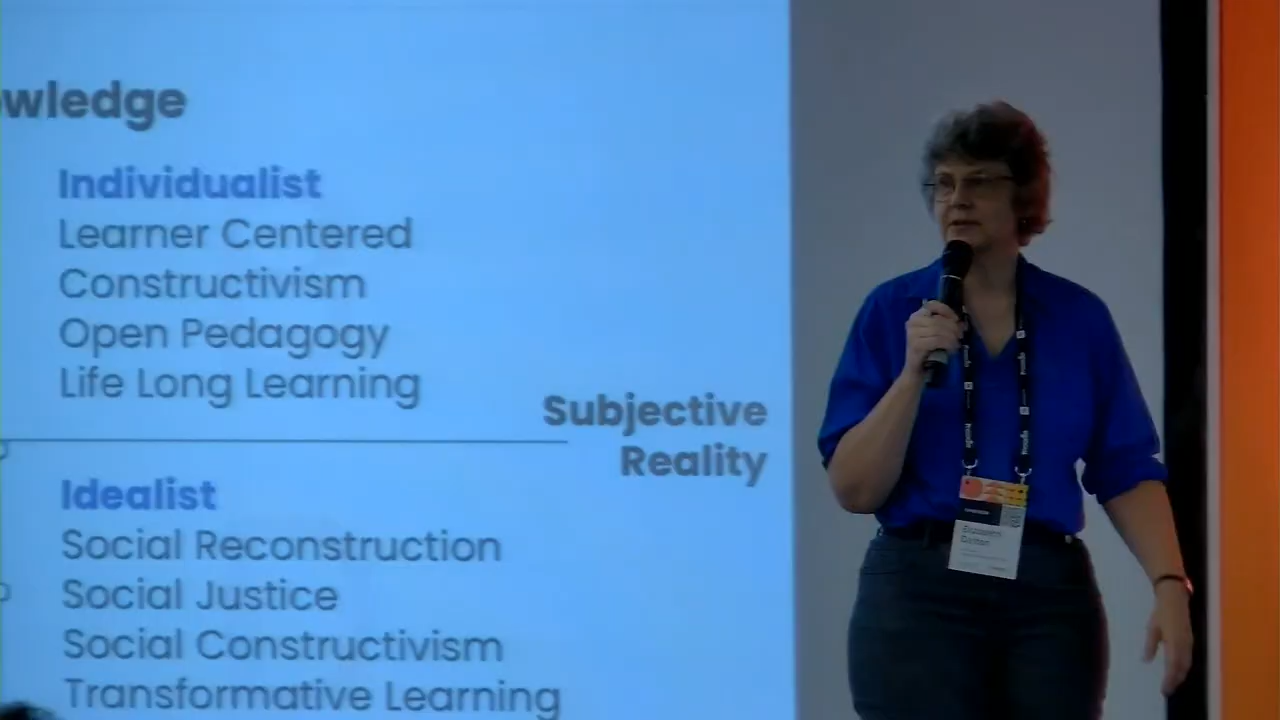 owledge
Individualist
Learner Centered
Constructivism
Open Pedagogy
Life Long Learning
Subjective
Reality
Idealist
Social Reconstruction
Social Justice
Social Constructivism
Transformative Learning